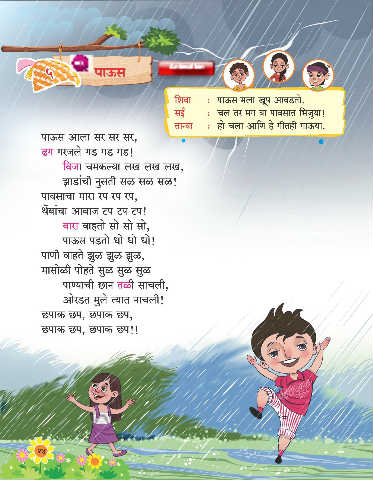 ५
पाऊस
शिवा : पाऊस मला खूप आवडतो.
सई : चल तर मग या पावसात भिजूया!
तान्या : हो चला आणि हे गीतही गाऊया.
पाऊस आला सर सर सर,
ढग गरजले गड गड गड!
विजा चमकल्या लख लख लख,
झाडांची नुसती सळ सळ सळ!
पावसाचा मारा रप रप रप,
थेंबांचा आवाज टप टप टप!
वारा वाहतो सो सो सो,
पाऊस पडतो धो धो धो!
पाणी वाहते झुळ झुळ झुळ,
मासोळी पोहते सुळ सुळ सुळ
पाण्याची छान तळी साचली,
ओरडत मुले त्यात नाचली!
छपाक छप, छपाक छप,
छपाक छप, छपाक छप!!